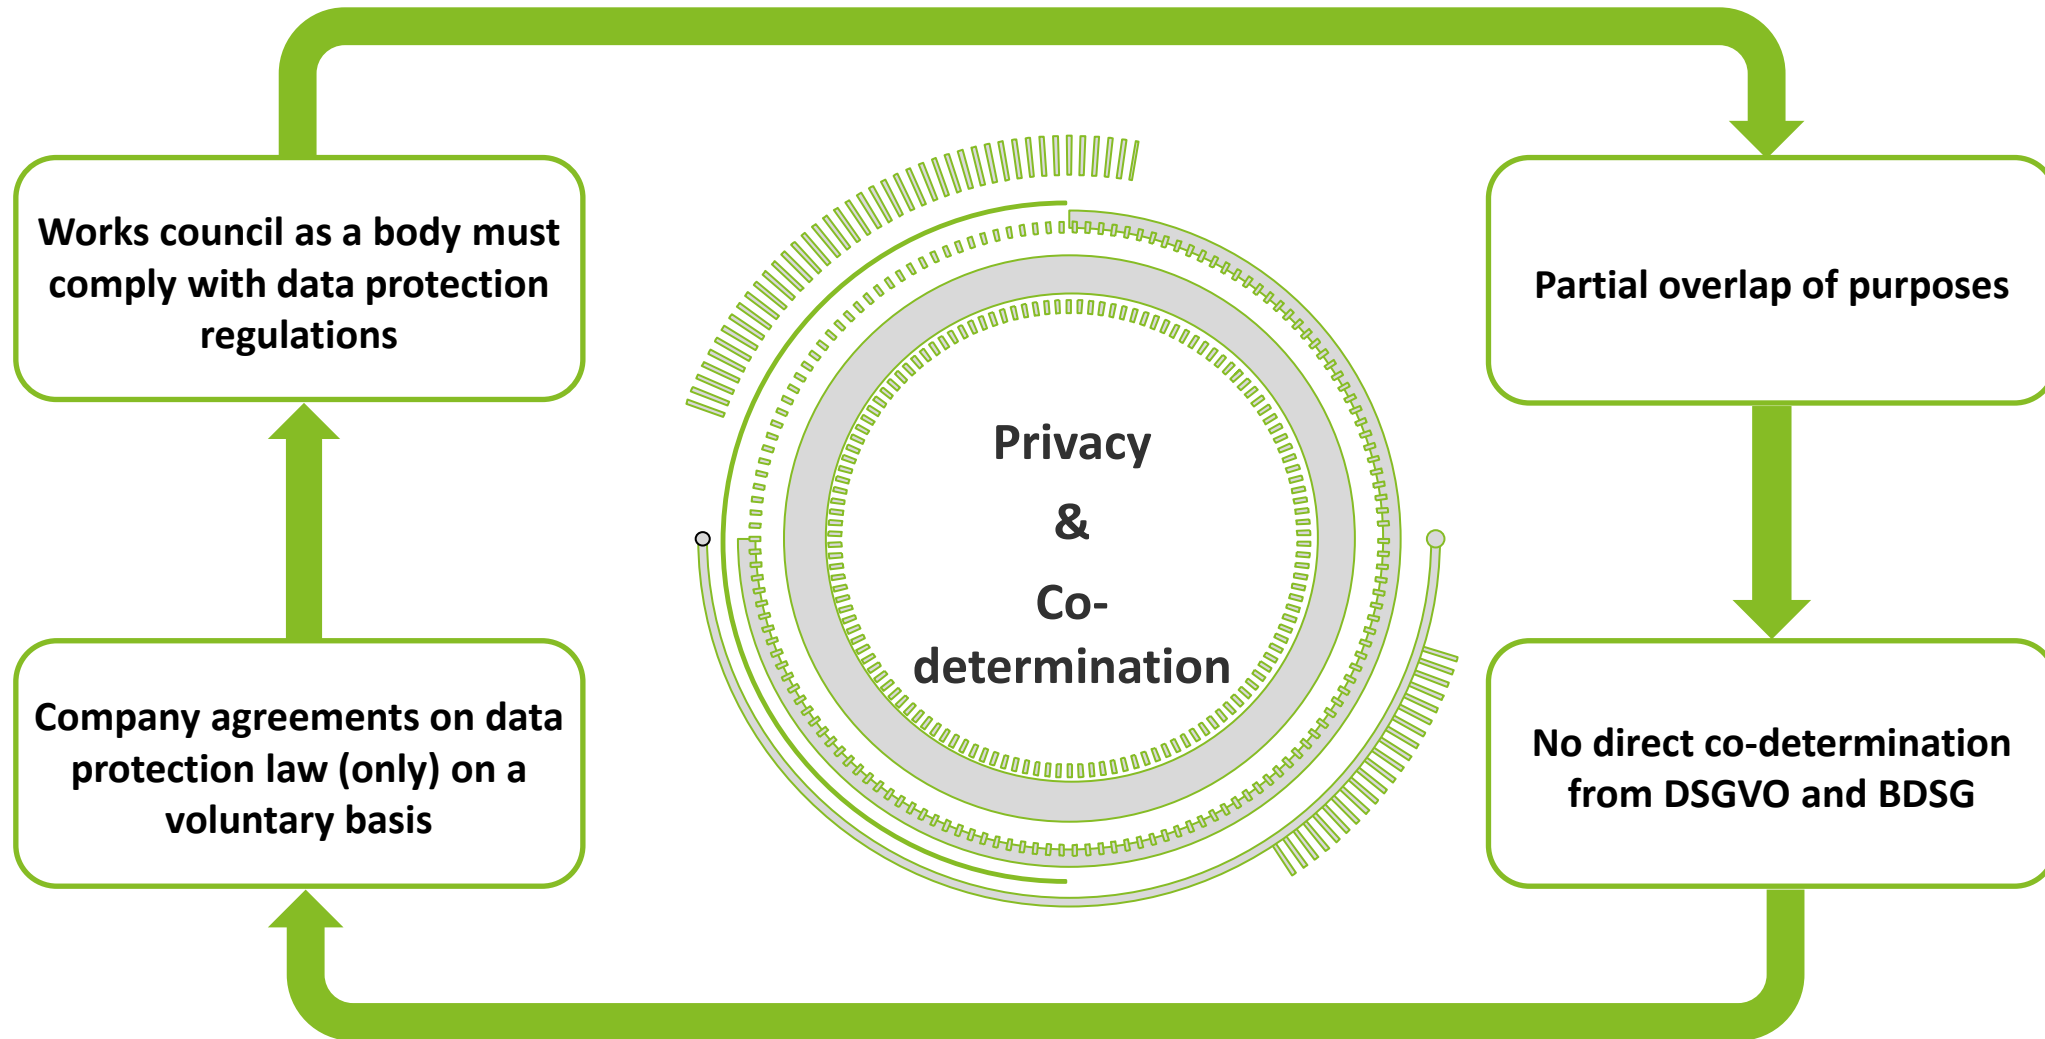 Works council as a body must
comply with data protection
regulations
Partial overlap of purposes
Privacy
&
Co-
determination
Company agreements on data
protection law (only) on a
voluntary basis
No direct co-determination
from DSGVO and BDSG